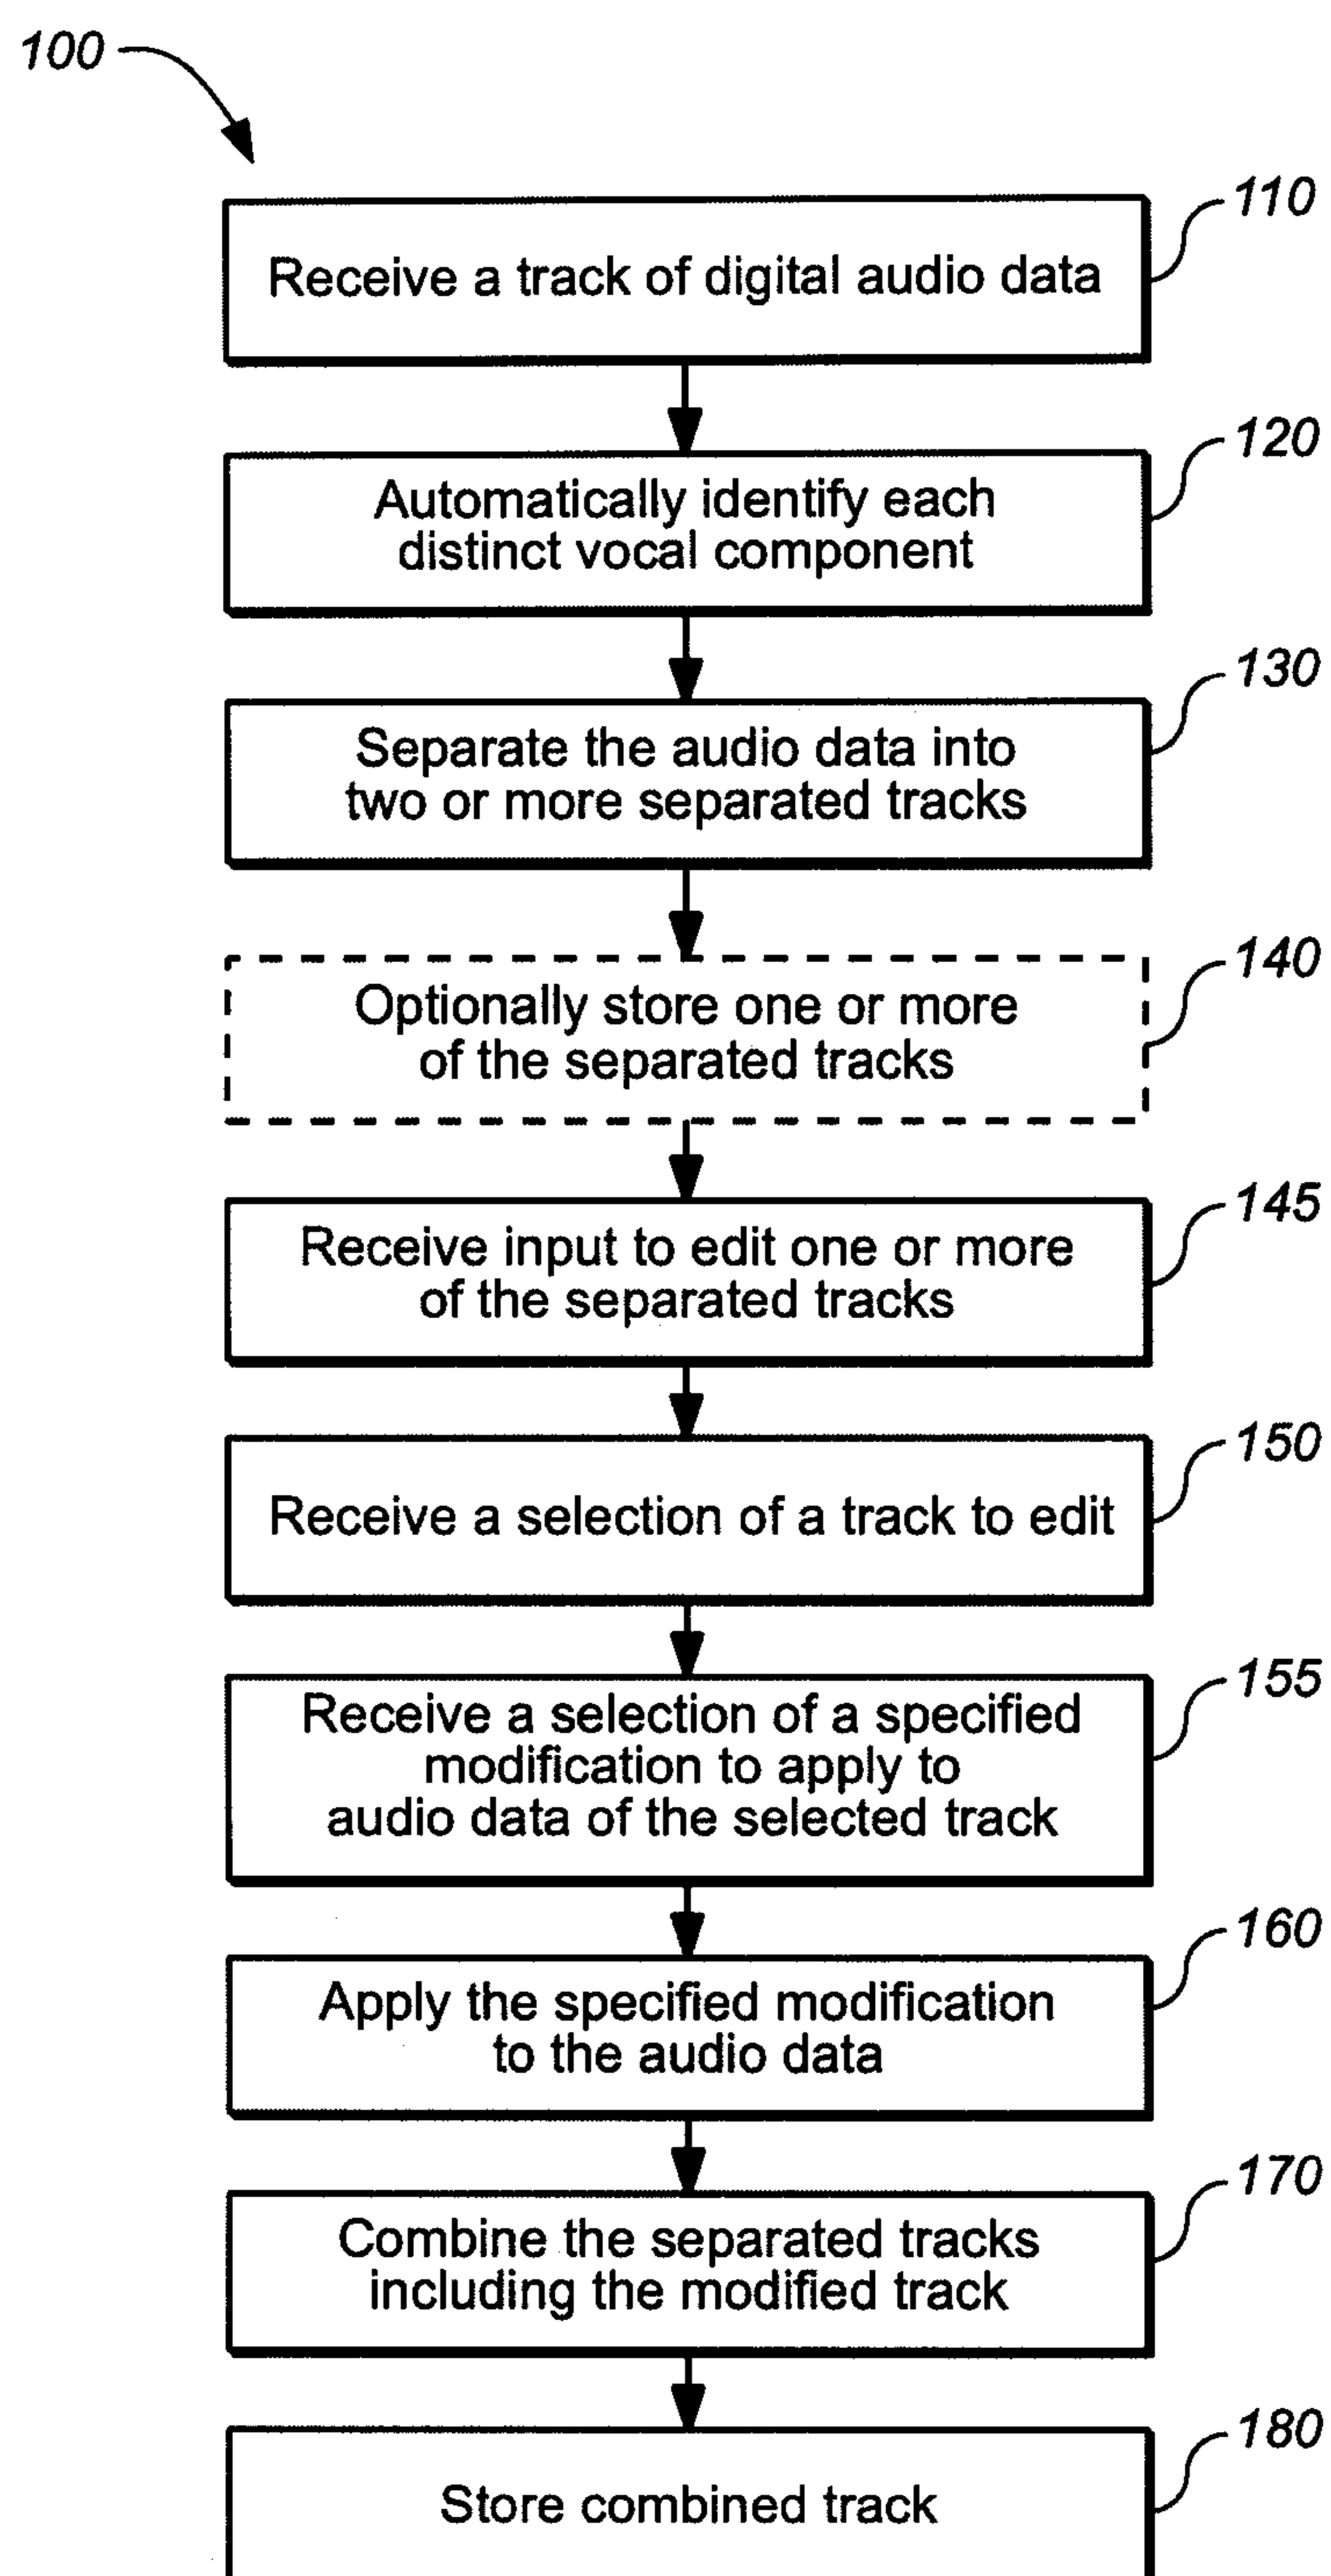 100
110
Receive a track of digital audio data
120
Automatically identify each
distinct vocal component
130
Separate the audio data into
two or more separated tracks
140
Optionally store one or more
of the separated tracks
145
Receive input to edit one or more
of the separated tracks
150
Receive a selection of a track to edit
155
Receive a selection of a specified
modification to apply to
audio data of the selected track
160
Apply the specified modification
to the audio data
170
Combine the separated tracks
including the modified track
180
Store combined track